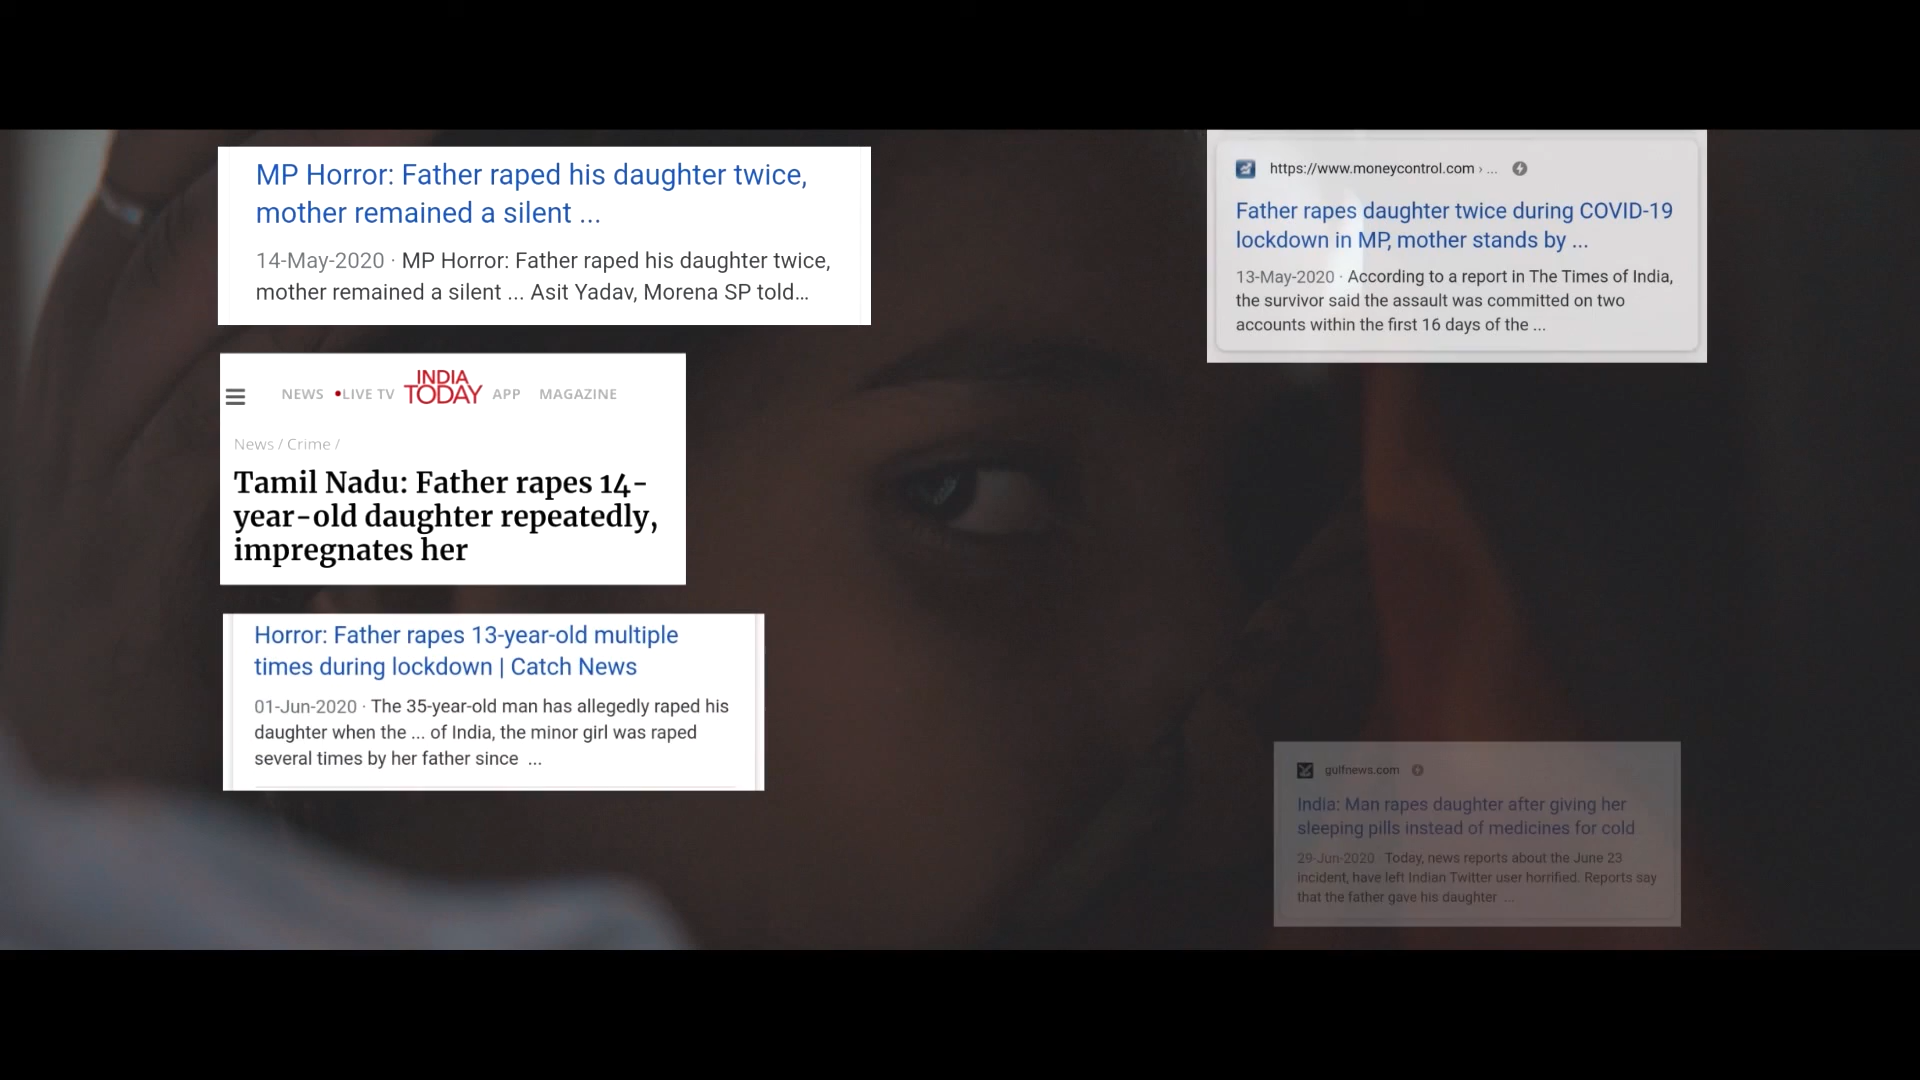 MP Horror: Father raped his daughter twice,
mother remained a silent ...
14-May-2020 · MP Horror: Father raped his daughter twice,
mother remained a silent ... Asit Yadav, Morena SP told...
NEWS •LIVE TV INDIA TODAY APP MAGAZINE
News / Crime /
Tamil Nadu: Father rapes 14-
year-old daughter repeatedly,
impregnates her
Horror: Father rapes 13-year-old multiple
times during lockdown | Catch News
01-Jun-2020 · The 35-year-old man has allegedly raped his
daughter when the ... of India, the minor girl was raped
several times by her father since ...
https://www.moneycontrol.com › ...
Father rapes daughter twice during COVID-19
lockdown in MP, mother stands by ...
13-May-2020 · According to a report in The Times of India,
the survivor said the assault was committed on two
accounts within the first 16 days of the ...
gulfnews.com
India: Man rapes daughter after giving her
sleeping pills instead of medicines for cold
29-Jun-2020 · Today, news reports about the June 23
incident, have left Indian Twitter user horrified. Reports say
that the father gave his daughter ...